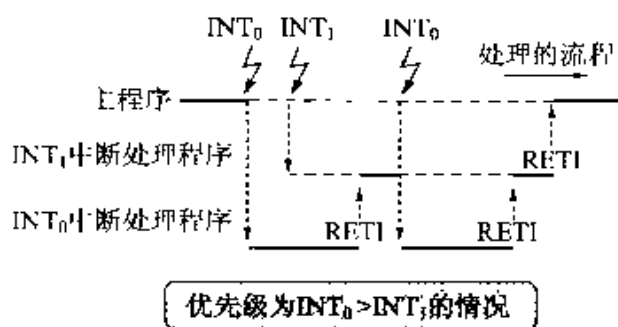 INT₀ INT₁ INT₀
处理的流程
主程序
INT₁中断处理程序
RETI
INT₀中断处理程序
RETI
RETI
优先级为INT₀>INT₁的情况